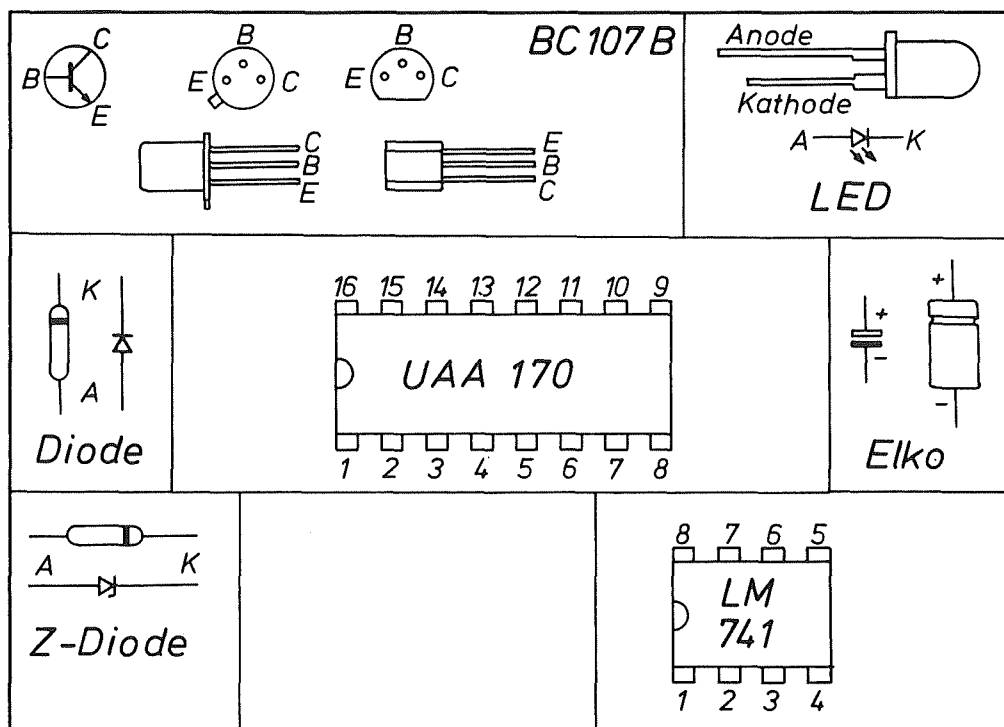 BC 107 B
C
B
E
B
E
C
B
E
C
C
B
E
E
B
C
Anode
Kathode
A
K
LED
K
A
Diode
16 15 14 13 12 11 10 9
UAA 170
1 2 3 4 5 6 7 8
+
-
+
-
Elko
A
K
Z-Diode
8 7 6 5
LM
741
1 2 3 4